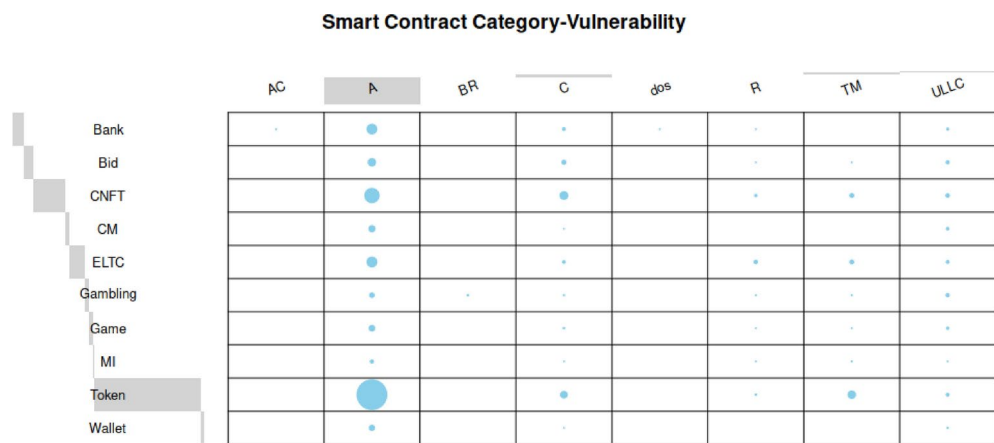 Smart Contract Category-Vulnerability
AC A BR C dos R TM ULLC
Bank
Bid
CNFT
CM
ELTC
Gambling
Game
MI
Token
Wallet